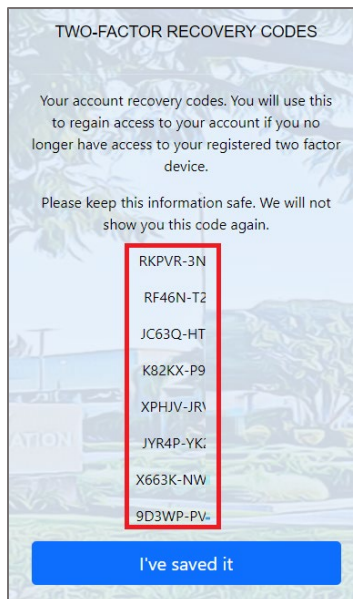 TWO-FACTOR RECOVERY CODES
Your account recovery codes. You will use this
to regain access to your account if you no
longer have access to your registered two factor
device.
Please keep this information safe. We will not
show you this code again.
RKPVR-3N
RF46N-T2
JC63Q-HT
K82KX-P9
XPHJV-JR
JYR4P-YK
X663K-NW
9D3WP-PV
ATION
I've saved it